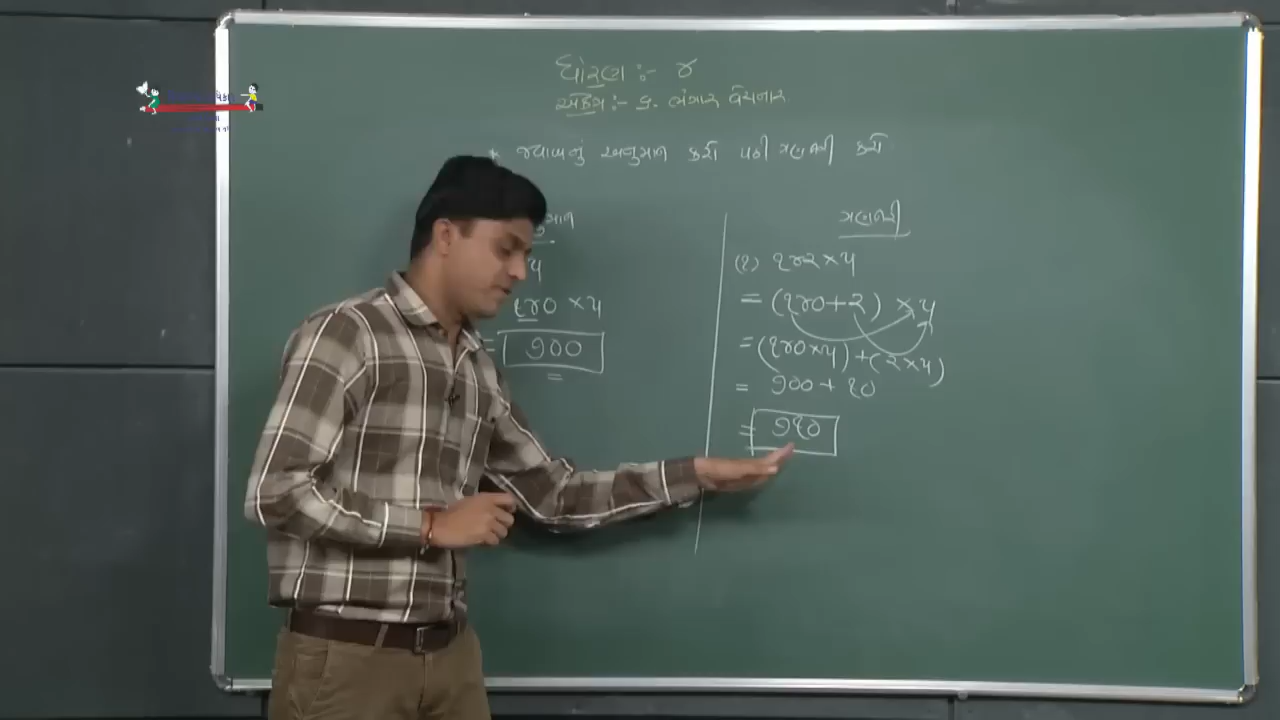 ધોરણ :- ૪
એકમ :- ૬. ભંગાર વેચનાર
* જવાબનું અનુમાન કરો પછી ગણતરી કરો
માન
૫
૧૪૦ × ૫
= ૭૦૦
ગણતરી
(૧) ૧૪૨ × ૫
= (૧૪૦ + ૨) × ૫
= (૧૪૦ × ૫) + (૨ × ૫)
= ૭૦૦ + ૧૦
= ૭૧૦